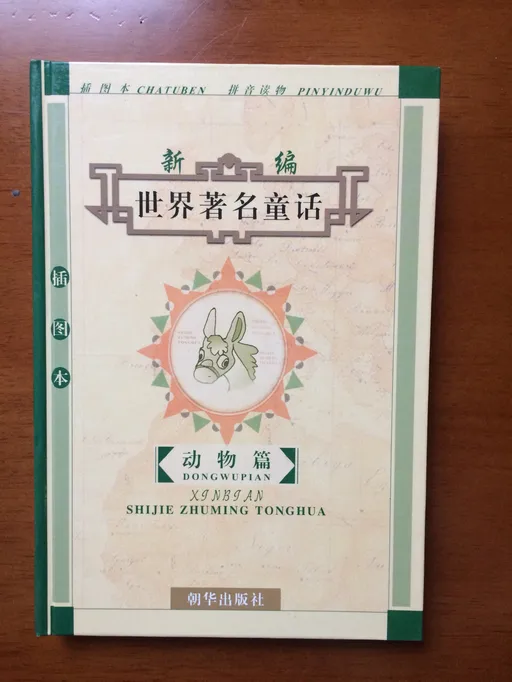 插图本 CHATUBEN 拼音读物 PINYINDUWU
新编
世界著名童话
插图本
动物篇
DONGWUPIAN
XINBIAN
SHIJIE ZHUMING TONGHUA
朝华出版社